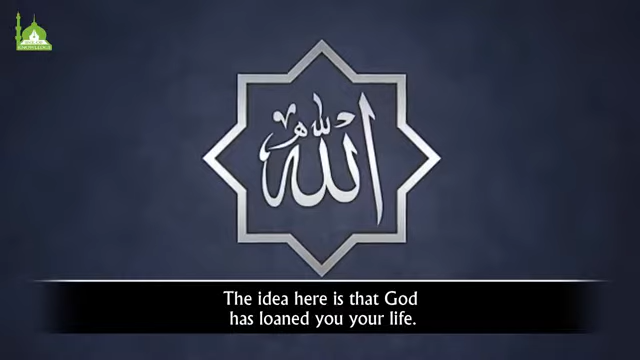 الله
The idea here is that God
has loaned you your life.